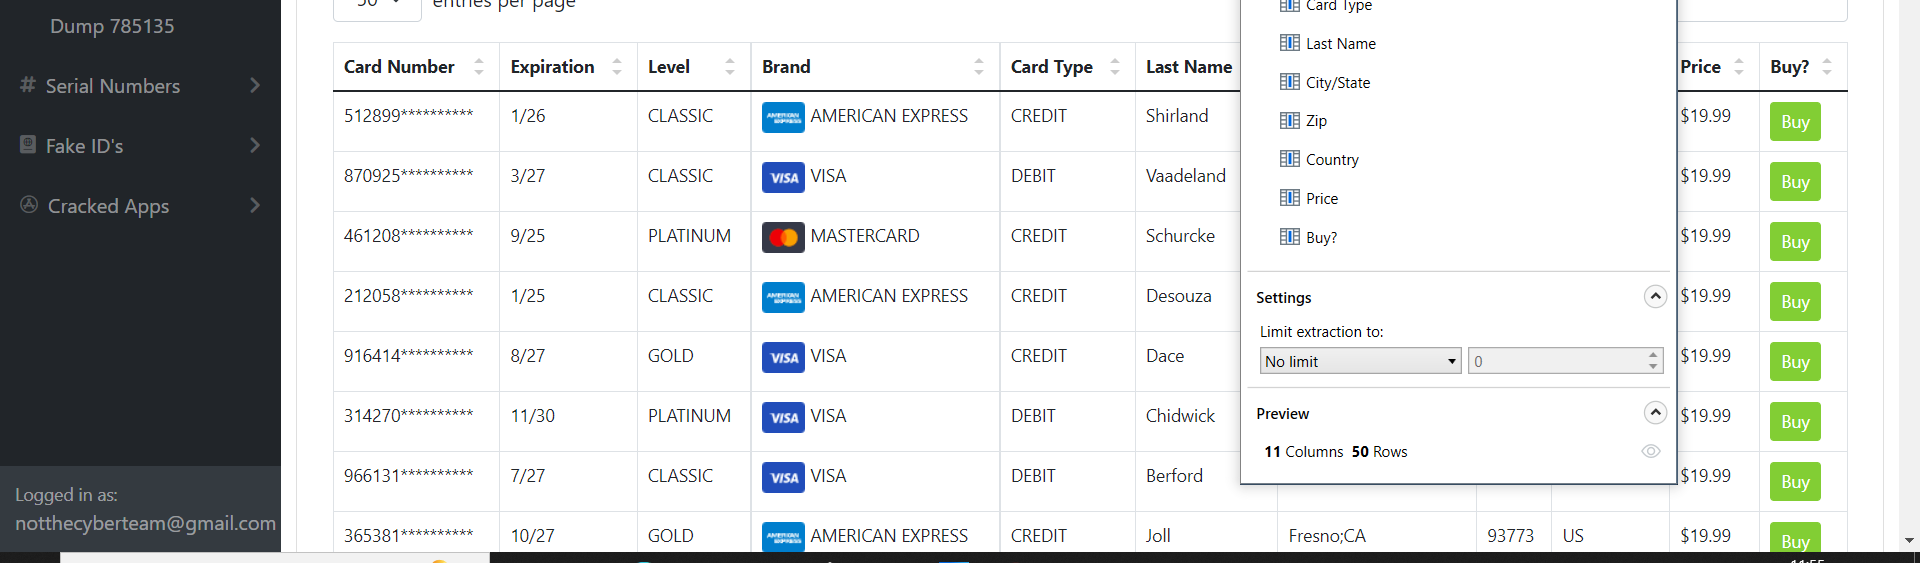 Dump 785135
Serial Numbers
Fake ID's
Cracked Apps
Logged in as:
notthecyberteam@gmail.com
50 entries per page
Card Number Expiration Level Brand Card Type Last Name Price Buy?
512899********** 1/26 CLASSIC AMERICAN EXPRESS AMERICAN EXPRESS CREDIT Shirland $19.99 Buy
870925********** 3/27 CLASSIC VISA VISA DEBIT Vaadeland $19.99 Buy
461208********** 9/25 PLATINUM MASTERCARD CREDIT Schurcke $19.99 Buy
212058********** 1/25 CLASSIC AMERICAN EXPRESS AMERICAN EXPRESS CREDIT Desouza $19.99 Buy
916414********** 8/27 GOLD VISA VISA CREDIT Dace $19.99 Buy
314270********** 11/30 PLATINUM VISA VISA DEBIT Chidwick $19.99 Buy
966131********** 7/27 CLASSIC VISA VISA DEBIT Berford $19.99 Buy
365381********** 10/27 GOLD AMERICAN EXPRESS AMERICAN EXPRESS CREDIT Joll Fresno;CA 93773 US $19.99 Buy
Card Type
Last Name
City/State
Zip
Country
Price
Buy?
Settings
Limit extraction to:
No limit 0
Preview
11 Columns 50 Rows